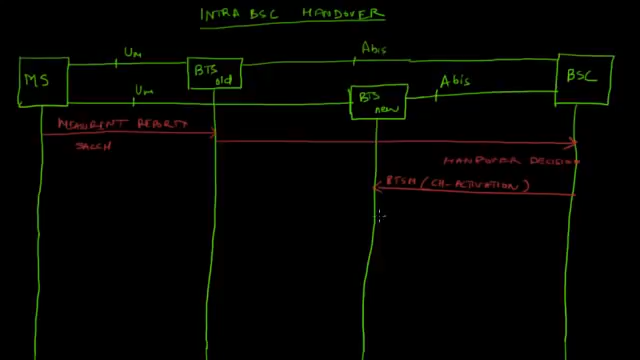 INTRA BSC HANDOVER
Um
Abis
MS
BTS old
BSC
Um
BTS new
Abis
MEASURENT REPORTS
SACCH
HANDOVER DECISION
BTSM (CH-ACTIVATION)